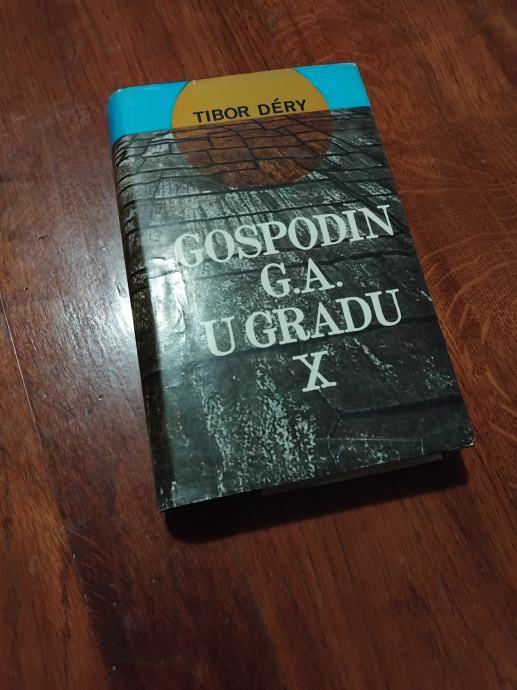 TIBOR DÉRY
GOSPODIN
G.A.
U GRADU
X